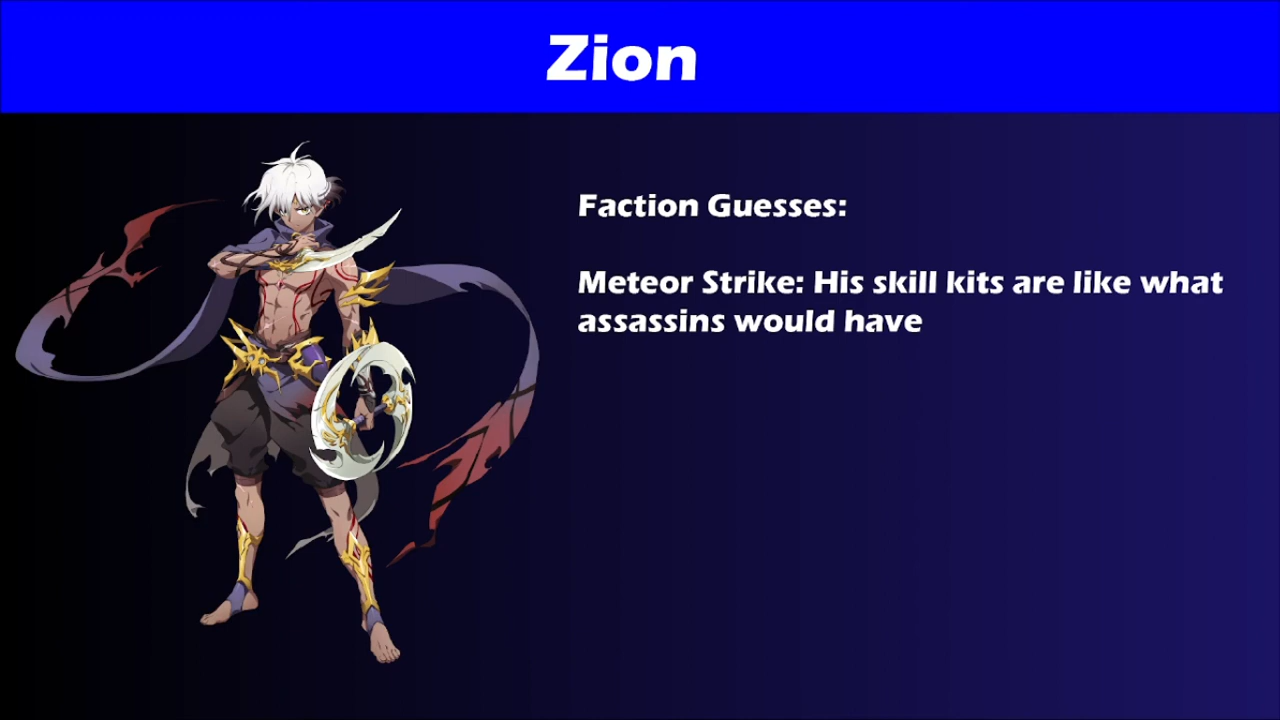 Zion
Faction Guesses:
Meteor Strike: His skill kits are like what
assassins would have